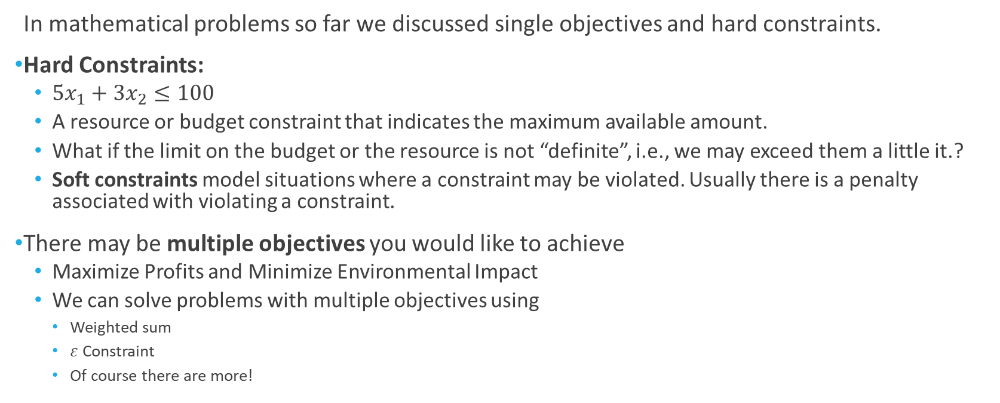 In mathematical problems so far we discussed single objectives and hard constraints.
•Hard Constraints:
• 5𝑥₁ + 3𝑥₂ ≤ 100
• A resource or budget constraint that indicates the maximum available amount.
• What if the limit on the budget or the resource is not “definite”, i.e., we may exceed them a little it.?
• Soft constraints model situations where a constraint may be violated. Usually there is a penalty
associated with violating a constraint.
•There may be multiple objectives you would like to achieve
• Maximize Profits and Minimize Environmental Impact
• We can solve problems with multiple objectives using
• Weighted sum
• 𝜀 Constraint
• Of course there are more!